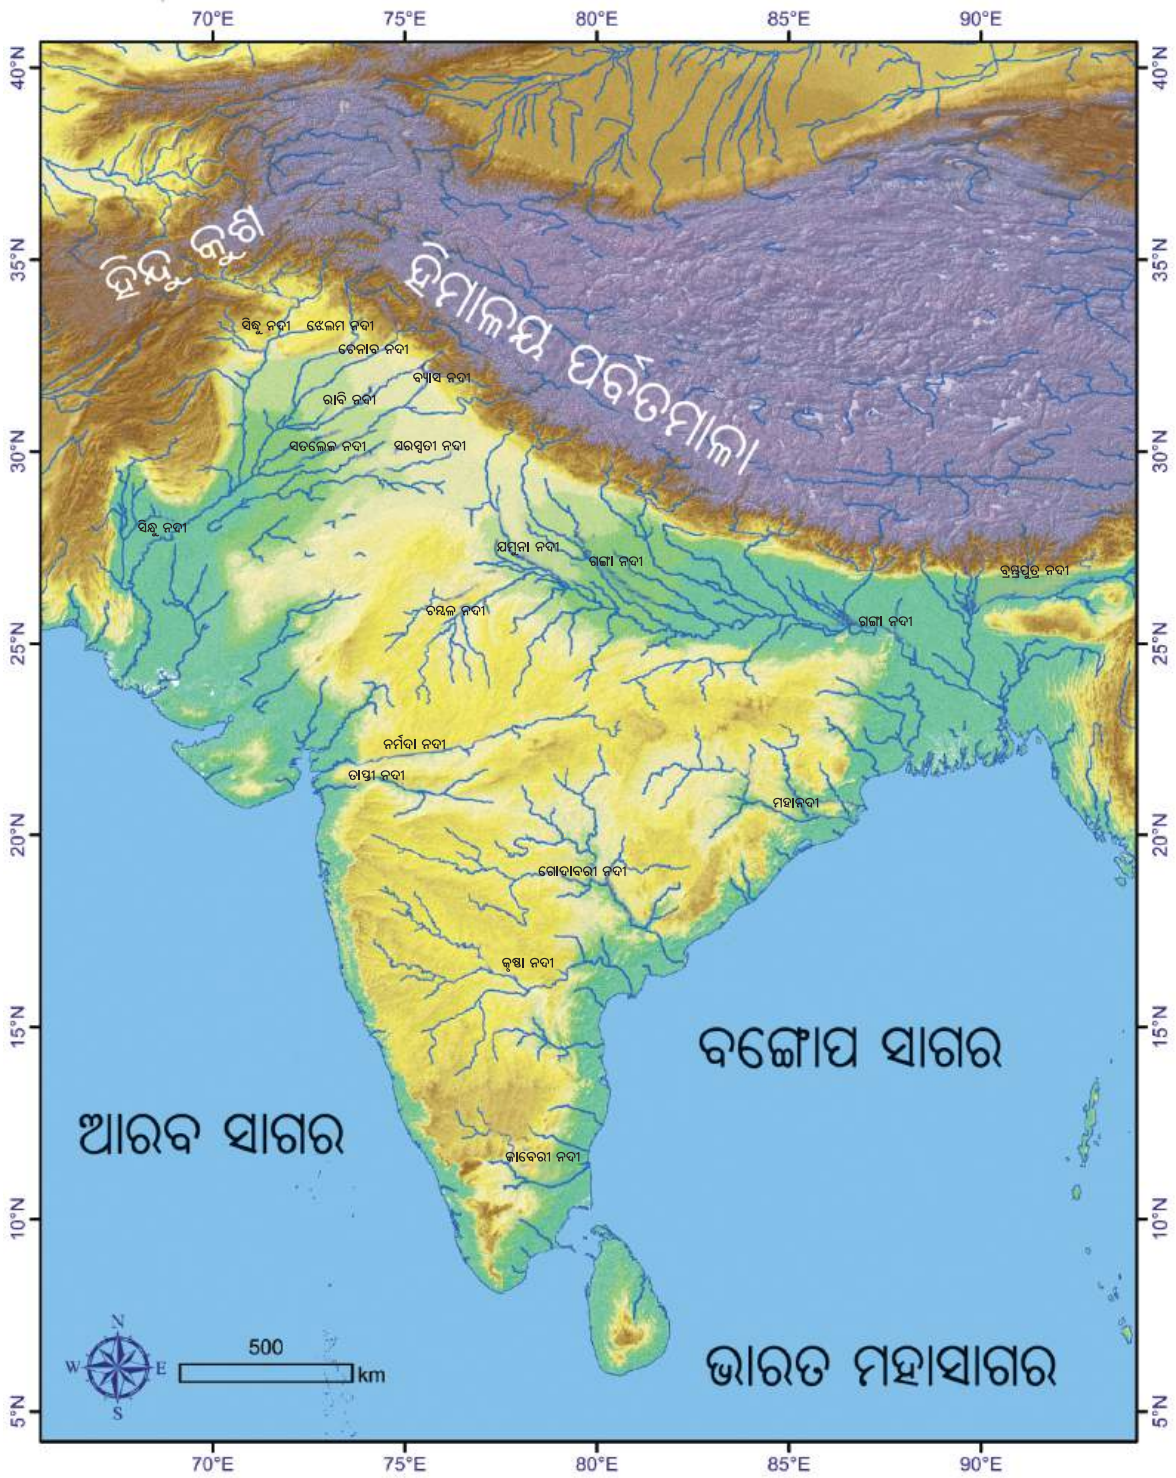 70°E 75°E 80°E 85°E 90°E
40°N 40°N
35°N 35°N
ହିନ୍ଦୁ କୁଶ
ହିମାଳୟ ପର୍ବତମାଳା
ସିନ୍ଧୁ ନଦୀ ଝେଲମ ନଦୀ
ଚେନାବ ନଦୀ
ବ୍ୟାସ ନଦୀ
ରାବି ନଦୀ
ସତଲେଜ ନଦୀ ସରସ୍ବତୀ ନଦୀ
30°N 30°N
ସିନ୍ଧୁ ନଦୀ
ଯମୁନା ନଦୀ
ଗଙ୍ଗା ନଦୀ
ବ୍ରହ୍ମପୁତ୍ର ନଦୀ
ଚମ୍ବଳ ନଦୀ
ଗଙ୍ଗା ନଦୀ
25°N 25°N
ନର୍ମଦା ନଦୀ
ତାପ୍ତୀ ନଦୀ
ମହାନଦୀ
20°N 20°N
ଗୋଦାବରୀ ନଦୀ
କୃଷ୍ଣା ନଦୀ
15°N 15°N
ବଙ୍ଗୋପ ସାଗର
ଆରବ ସାଗର
କାବେରୀ ନଦୀ
10°N 10°N
N
W E
S
500
km
ଭାରତ ମହାସାଗର
5°N 5°N
70°E 75°E 80°E 85°E 90°E